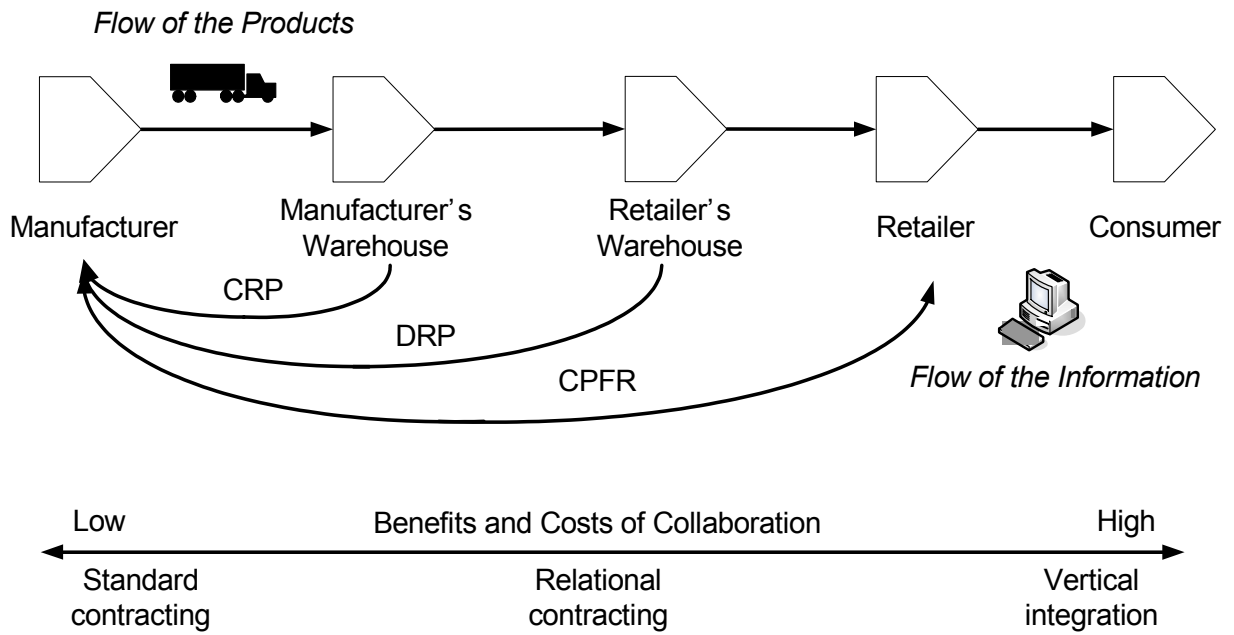 Flow of the Products
Manufacturer
Manufacturer's
Warehouse
Retailer's
Warehouse
Retailer
Consumer
CRP
DRP
CPFR
Flow of the Information
Low
Benefits and Costs of Collaboration
High
Standard
contracting
Relational
contracting
Vertical
integration